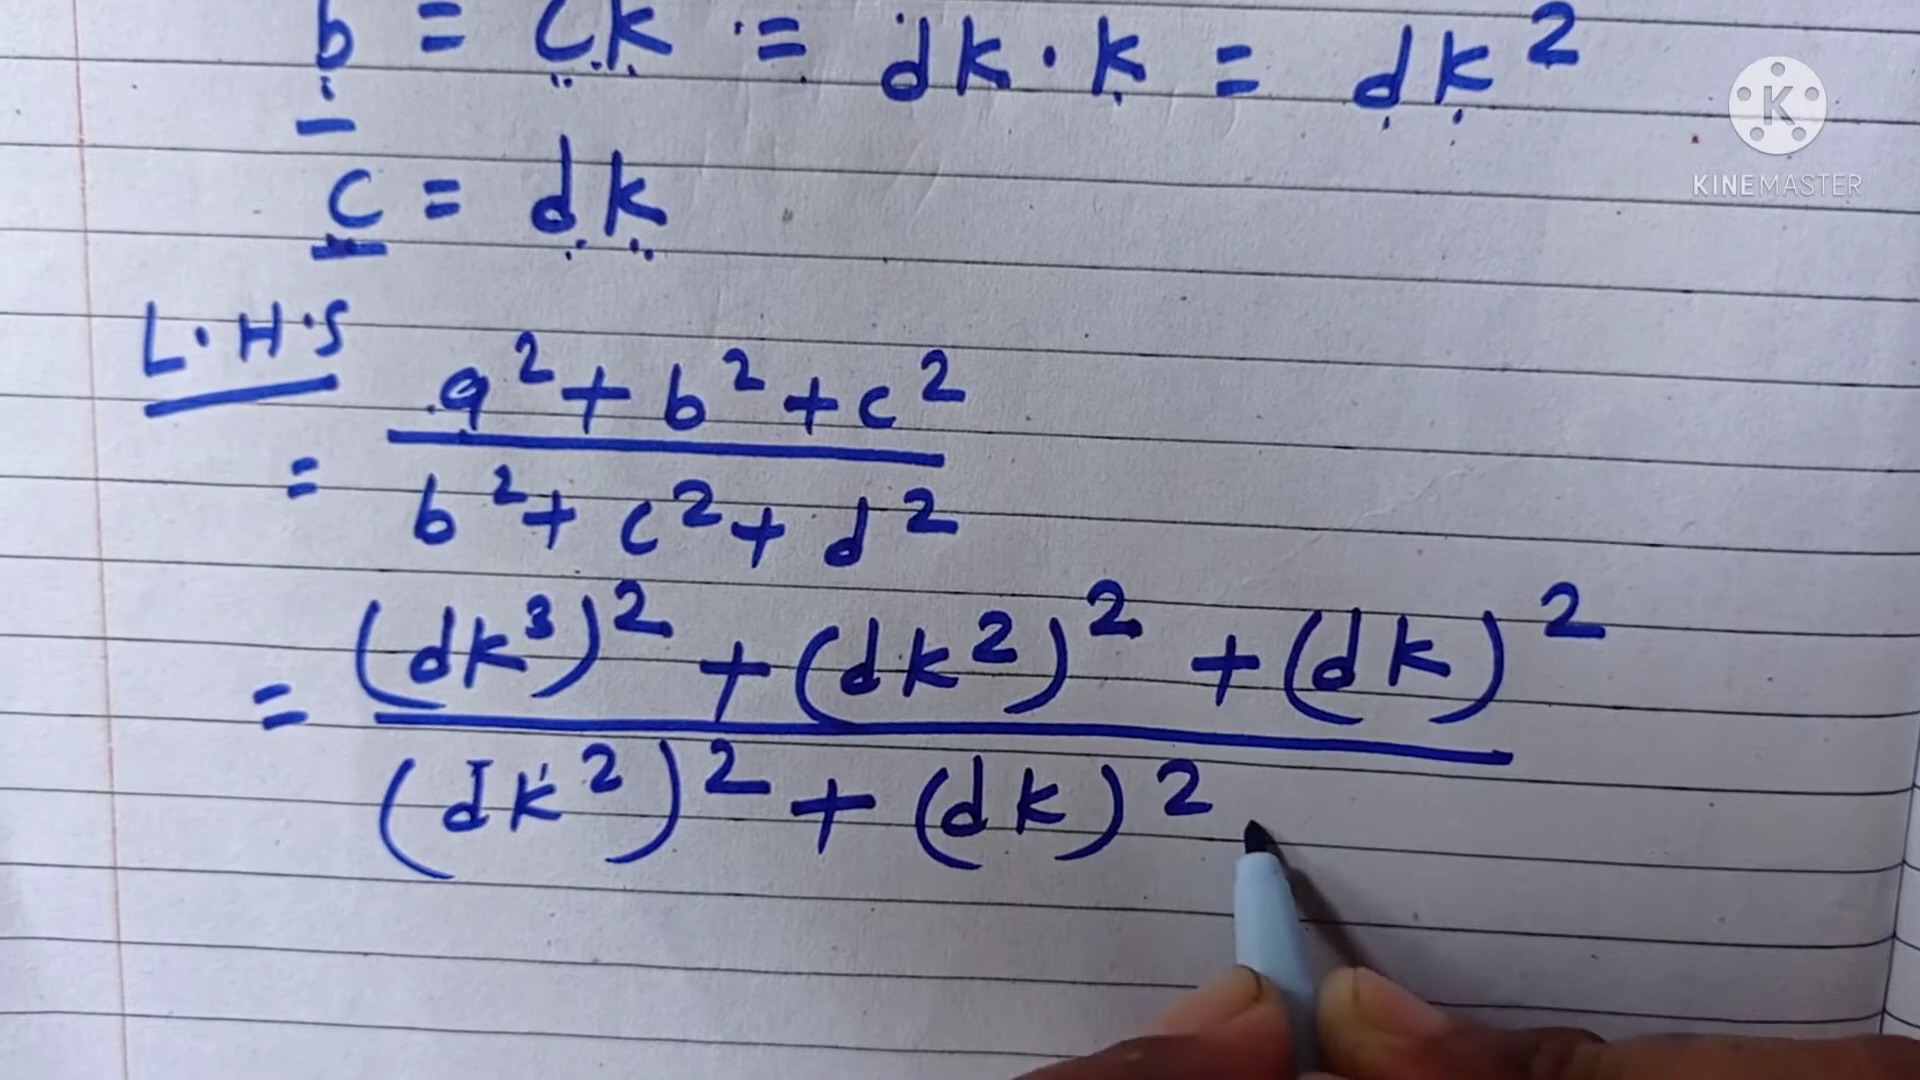 b = ck = dk · k = dk²
KINEMASTER
c = dk
L.H.S
a² + b² + c²
=
b² + c² + d²
(dk³)² + (dk²)² + (dk)²
=
(dk²)² + (dk)²